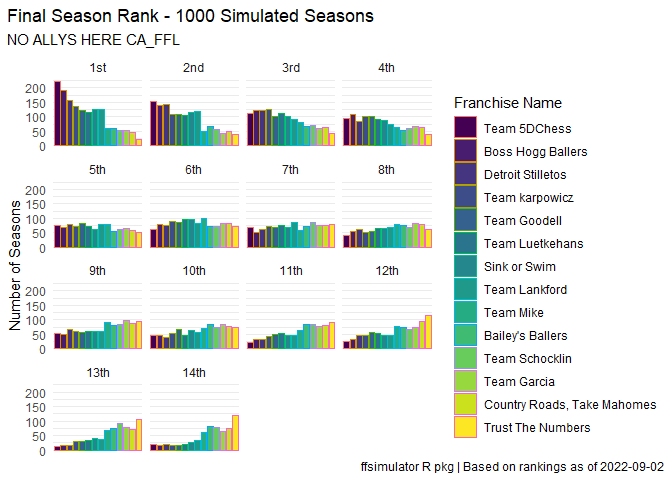 Final Season Rank - 1000 Simulated Seasons
NO ALLYS HERE CA_FFL
1st 2nd 3rd 4th
200
150
100
50
0
5th 6th 7th 8th
200
150
100
50
0
9th 10th 11th 12th
200
150
100
50
0
13th 14th
200
150
100
50
0
Number of Seasons
Franchise Name
Team 5DChess
Boss Hogg Ballers
Detroit Stilletos
Team karpowicz
Team Goodell
Team Luetkehans
Sink or Swim
Team Lankford
Team Mike
Bailey's Ballers
Team Schocklin
Team Garcia
Country Roads, Take Mahomes
Trust The Numbers
ffsimulator R pkg | Based on rankings as of 2022-09-02